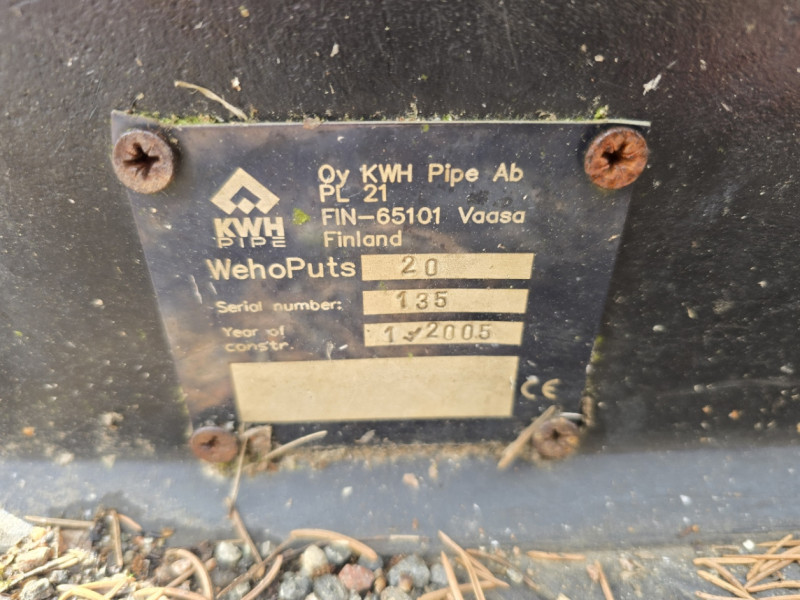 Oy KWH Pipe Ab
PL 21
FIN-65101 Vaasa
Finland
KWH
PIPE
WehoPuts 20
Serial number: 135
Year of constr. 2005
CE